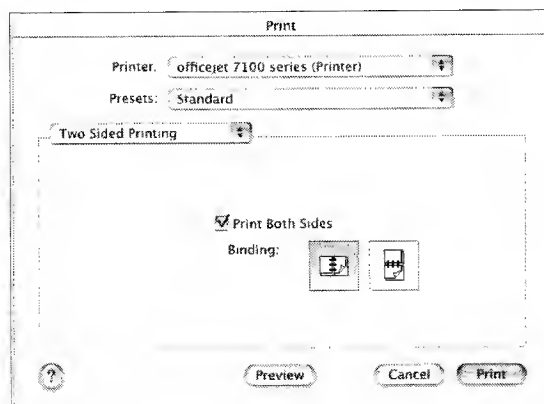 Print
Printer. officejet 7100 series (Printer)
Presets: Standard
Two Sided Printing
Print Both Sides
Binding:
? Preview Cancel Print